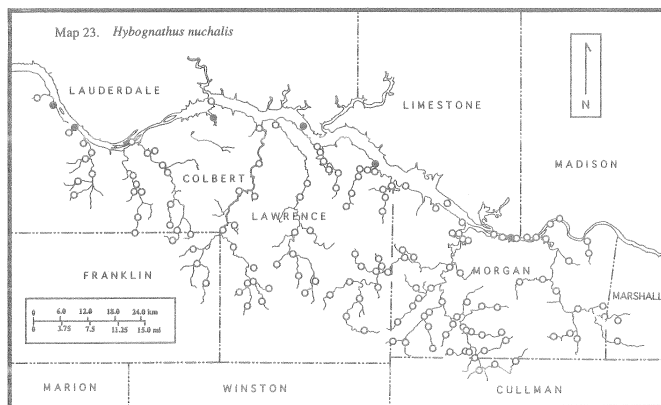 Map 23. Hybognathus nuchalis
LAUDERDALE
LIMESTONE
N
MADISON
COLBERT
LAWRENCE
FRANKLIN
MORGAN
MARSHALL
0 6.0 12.0 18.0 24.0 km
0 3.75 7.5 11.25 15.0 mi
MARION
WINSTON
CULLMAN